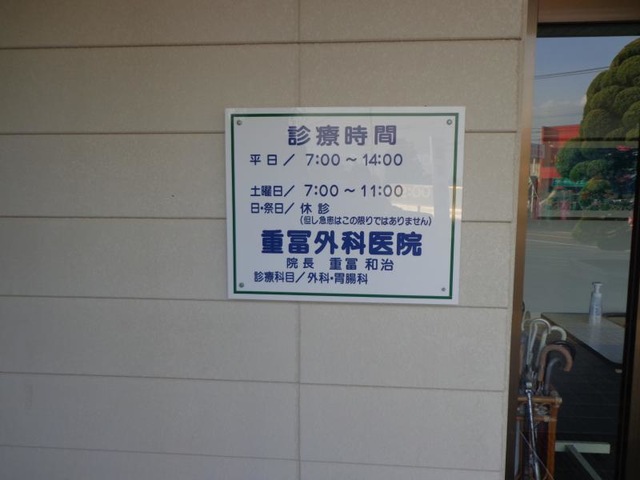 診療時間
平日／ 7:00～14:00
土曜日／ 7:00～11:00
日・祭日／ 休診
（但し急患はこの限りではありません）
重冨外科医院
院長 重冨 和治
診療科目／外科・胃腸科